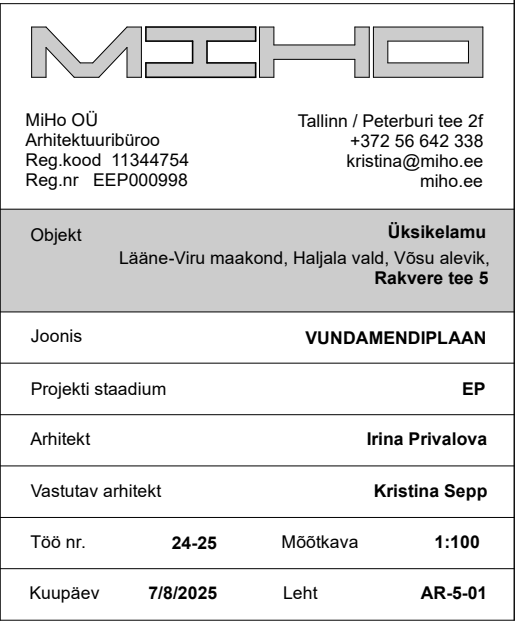 MIHO
MiHo OÜ
Arhitektuuribüroo
Reg.kood 11344754
Reg.nr EEP000998
Tallinn / Peterburi tee 2f
+372 56 642 338
kristina@miho.ee
miho.ee
Objekt Üksikelamu
Lääne-Viru maakond, Haljala vald, Võsu alevik,
Rakvere tee 5
Joonis VUNDAMENDIPLAAN
Projekti staadium EP
Arhitekt Irina Privalova
Vastutav arhitekt Kristina Sepp
Töö nr. 24-25 Mõõtkava 1:100
Kuupäev 7/8/2025 Leht AR-5-01